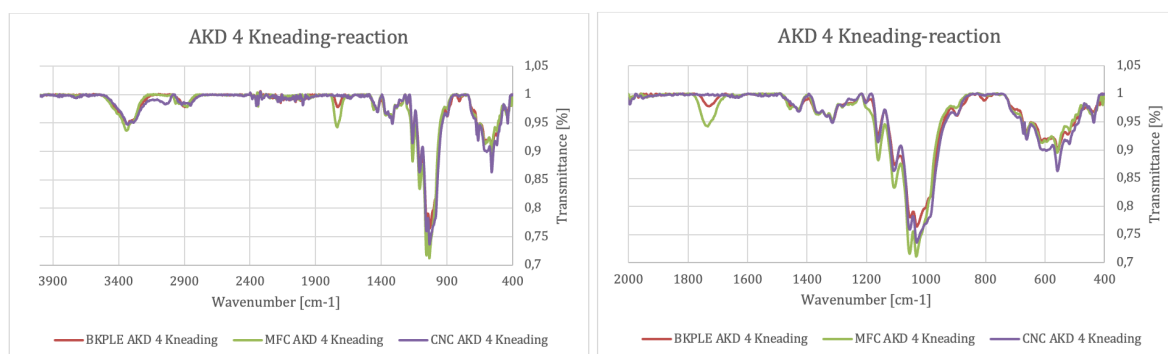 AKD 4 Kneading-reaction
1,05
1
0,95
0,9
0,85
0,8
0,75
0,7
Transmittance [%]
3900 3400 2900 2400 1900 1400 900 400
Wavenumber [cm-1]
BKPLE AKD 4 Kneading MFC AKD 4 Kneading CNC AKD 4 Kneading
AKD 4 Kneading-reaction
1,05
1
0,95
0,9
0,85
0,8
0,75
0,7
Transmittance [%]
2000 1800 1600 1400 1200 1000 800 600 400
Wavenumber [cm-1]
BKPLE AKD 4 Kneading MFC AKD 4 Kneading CNC AKD 4 Kneading